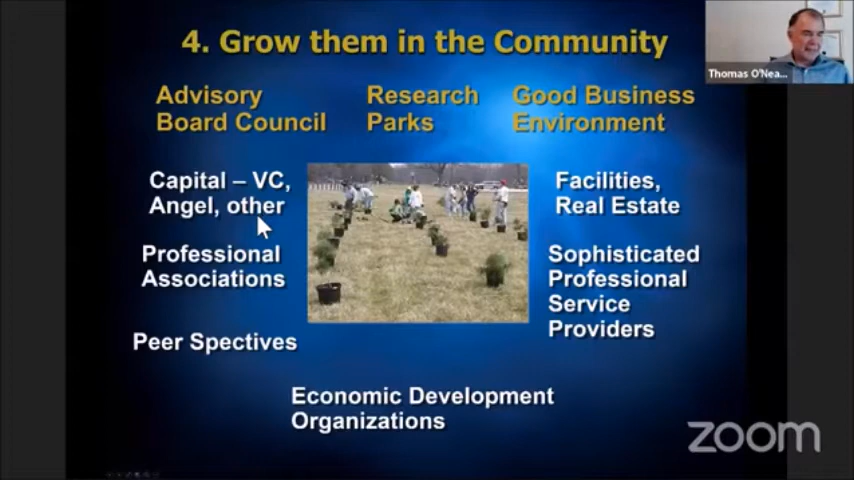 4. Grow them in the Community
Thomas O'Nea...
Advisory
Board Council
Research
Parks
Good Business
Environment
Capital – VC,
Angel, other
Facilities,
Real Estate
Professional
Associations
Sophisticated
Professional
Service
Providers
Peer Spectives
Economic Development
Organizations
zoom